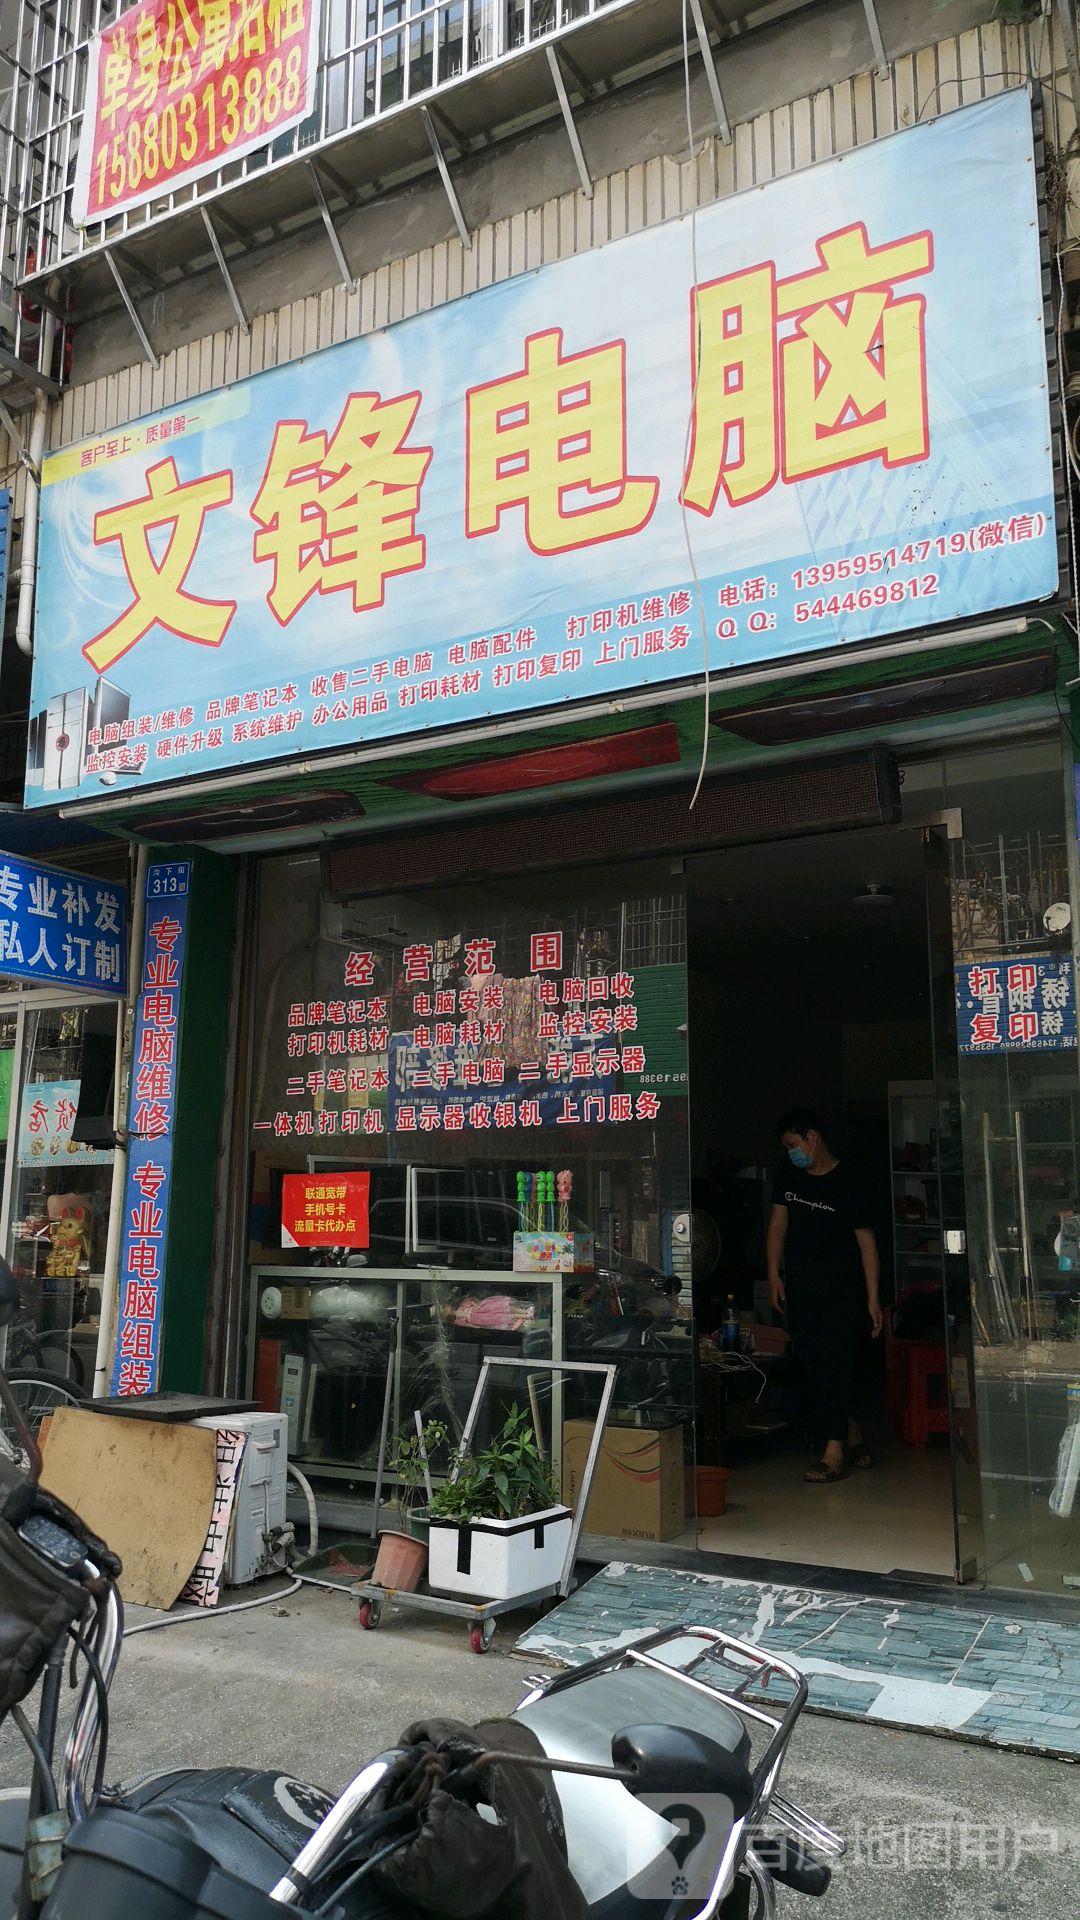 单身公寓招租
15880313888
客户至上·质量第一
文锋电脑
电脑组装/维修 品牌笔记本 收售二手电脑 电脑配件 打印机维修 电话：13959514719(微信)
监控安装 硬件升级 系统维护 办公用品 打印耗材 打印复印 上门服务 QQ：544469812
专业补发
私人订制
沟下街
313
专业电脑维修 专业电脑组装
经营范围
品牌笔记本 电脑安装 电脑回收
打印机耗材 电脑耗材 监控安装
二手笔记本 二手电脑 二手显示器
一体机打印机 显示器收银机 上门服务
打印
复印
联通宽带
手机号卡
流量卡代办点
Champion
百度地图用户